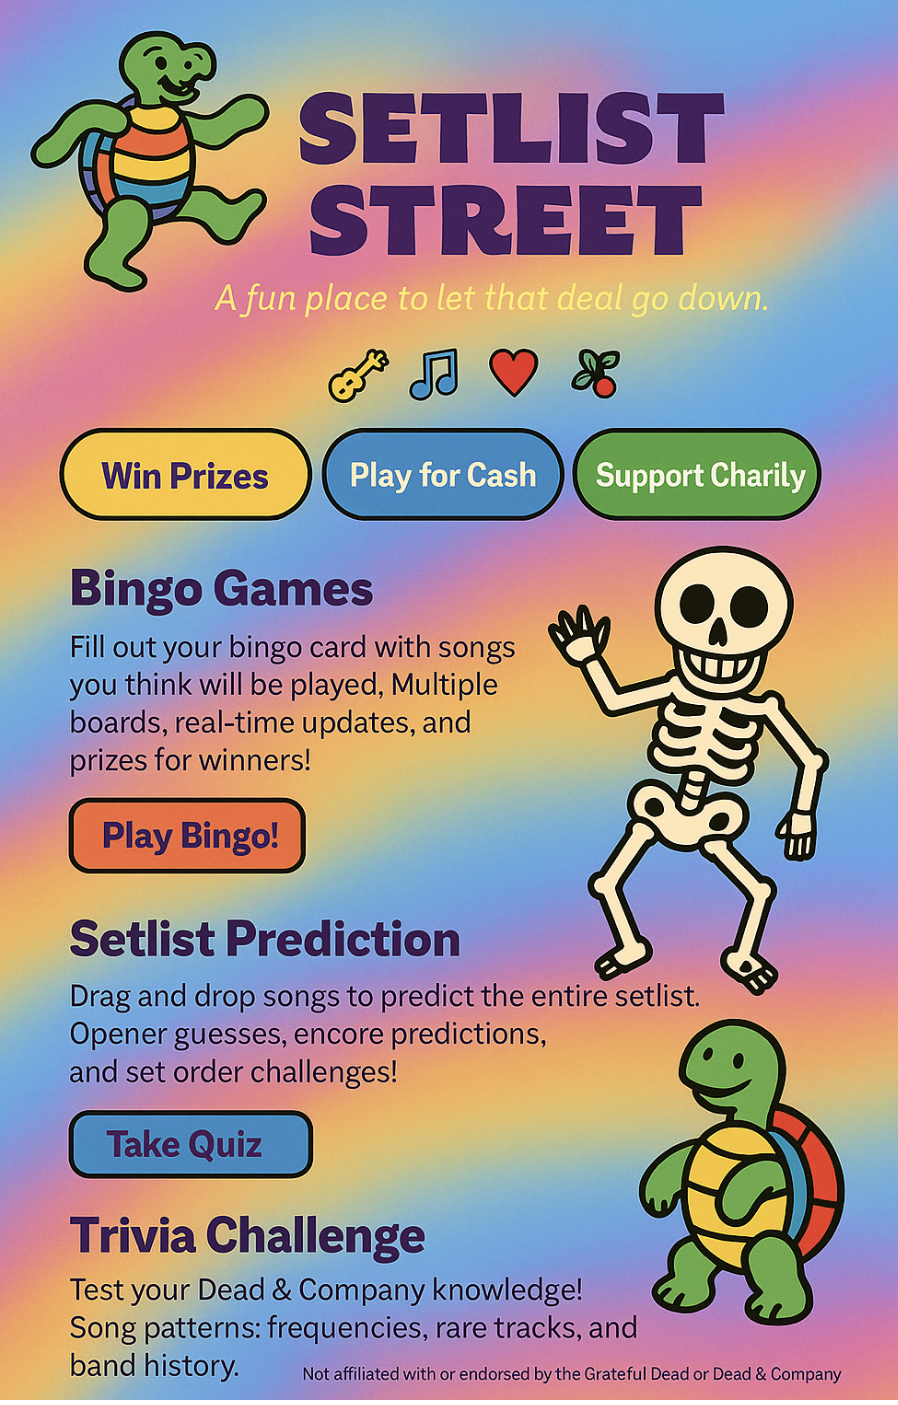 SETLIST
STREET
A fun place to let that deal go down.
Win Prizes
Play for Cash
Support Charily
Bingo Games
Fill out your bingo card with songs
you think will be played, Multiple
boards, real-time updates, and
prizes for winners!
Play Bingo!
Setlist Prediction
Drag and drop songs to predict the entire setlist.
Opener guesses, encore predictions,
and set order challenges!
Take Quiz
Trivia Challenge
Test your Dead & Company knowledge!
Song patterns: frequencies, rare tracks, and
band history.
Not affiliated with or endorsed by the Grateful Dead or Dead & Company